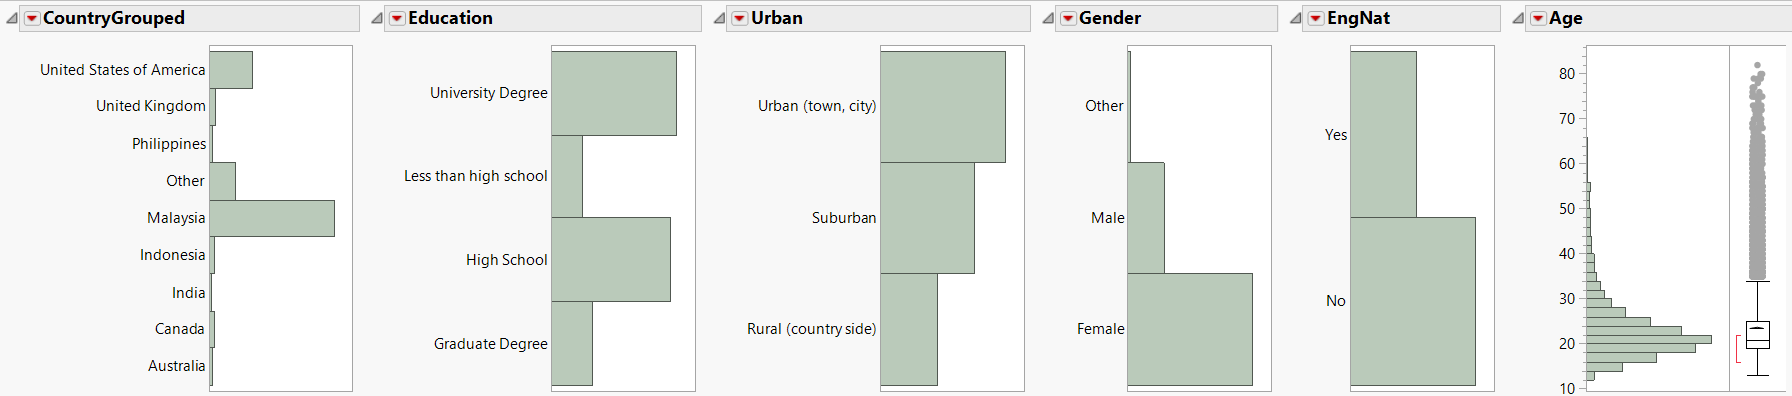 CountryGrouped
United States of America
United Kingdom
Philippines
Other
Malaysia
Indonesia
India
Canada
Australia
Education
University Degree
Less than high school
High School
Graduate Degree
Urban
Urban (town, city)
Suburban
Rural (country side)
Gender
Other
Male
Female
EngNat
Yes
No
Age
80
70
60
50
40
30
20
10